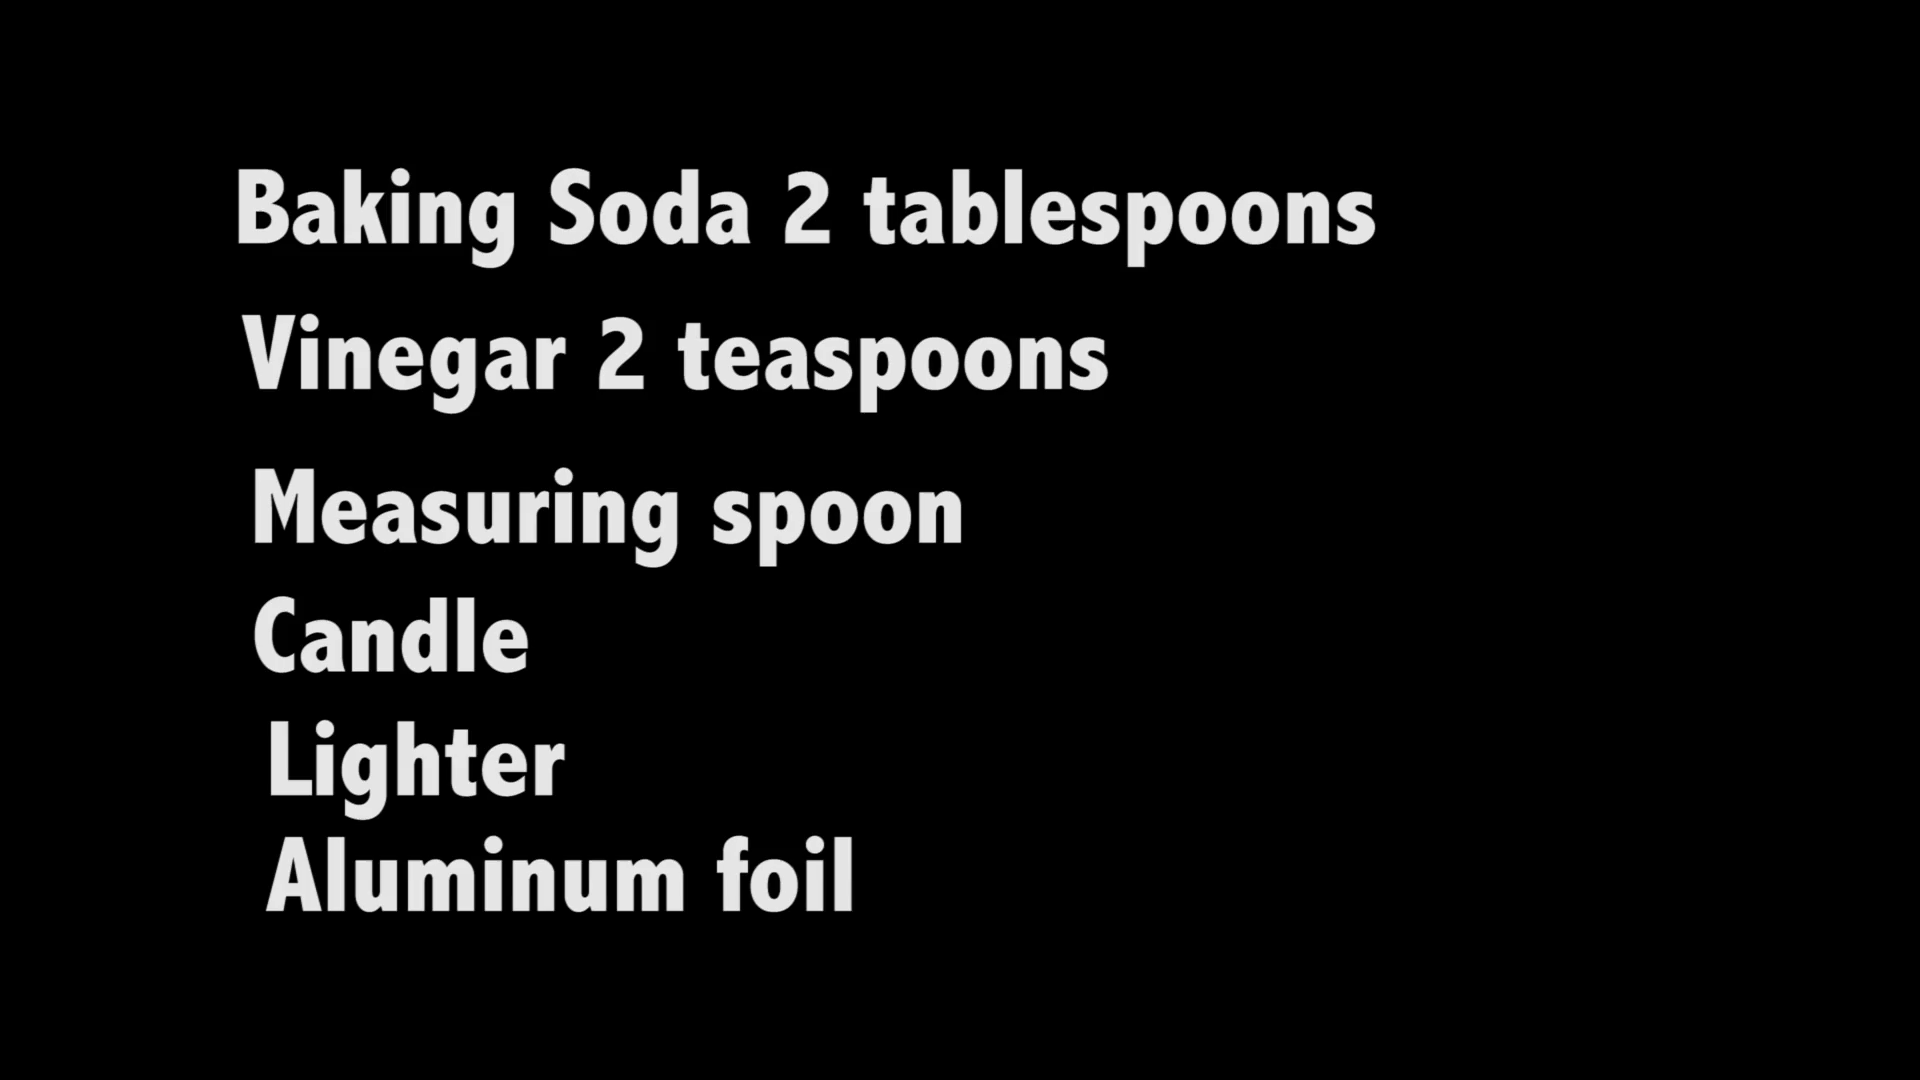 Baking Soda 2 tablespoons
Vinegar 2 teaspoons
Measuring spoon
Candle
Lighter
Aluminum foil